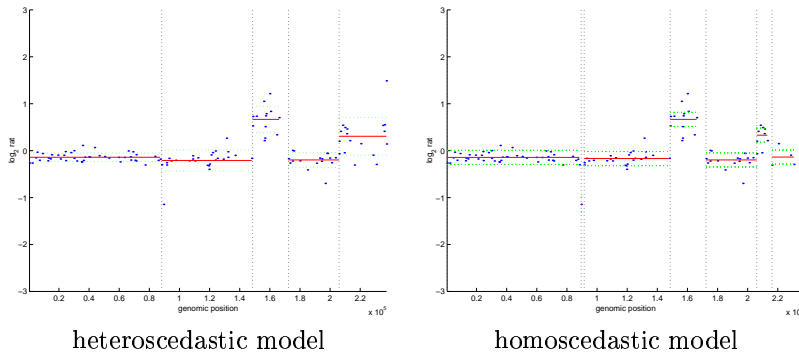 3
2
1
0
−1
−2
−3
log2 rat
0.2 0.4 0.6 0.8 1 1.2 1.4 1.6 1.8 2 2.2
genomic position
x 10^5
heteroscedastic model
3
2
1
0
−1
−2
−3
log2 rat
0.2 0.4 0.6 0.8 1 1.2 1.4 1.6 1.8 2 2.2
genomic position
x 10^5
homoscedastic model